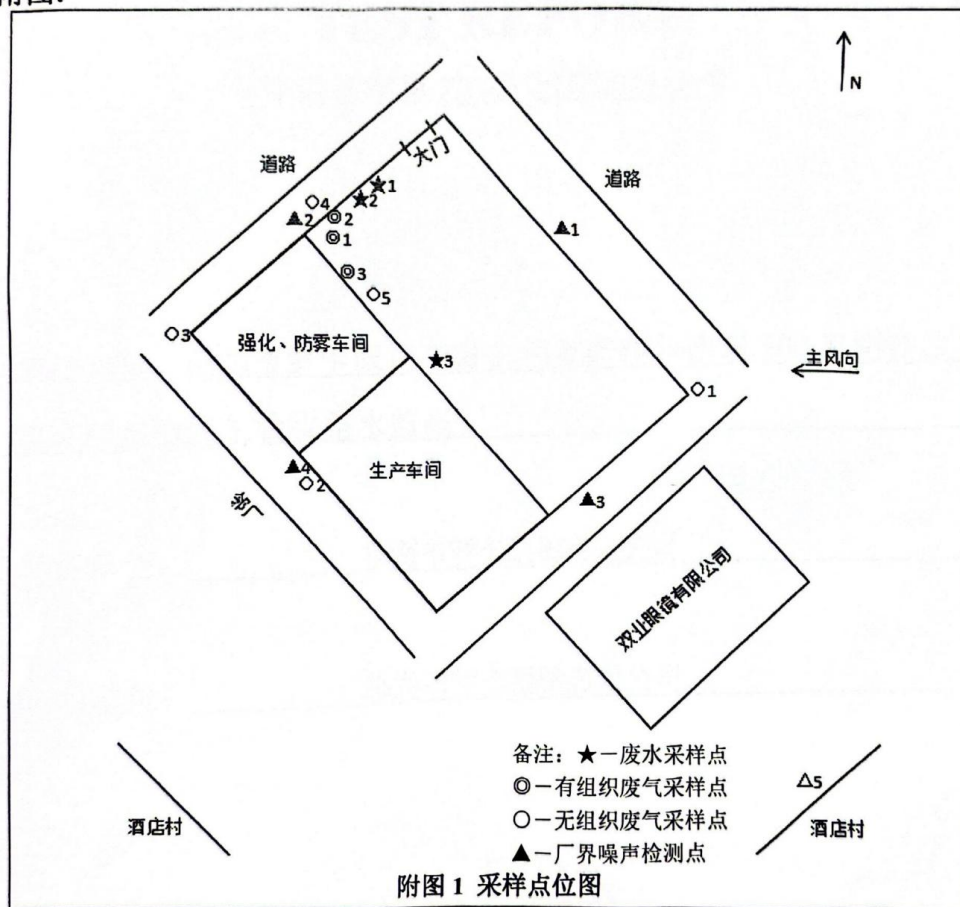 附图:
N
道路
大门
★1
★2
道路
○4
▲2
◎2
◎1
▲1
◎3
○5
○3
强化、防雾车间
★3
主风向
○1
▲4
○2
生产车间
▲3
邻厂
双业眼镜有限公司
备注：★－废水采样点
◎－有组织废气采样点
○－无组织废气采样点
▲－厂界噪声检测点
△5
酒店村
酒店村
附图 1 采样点位图